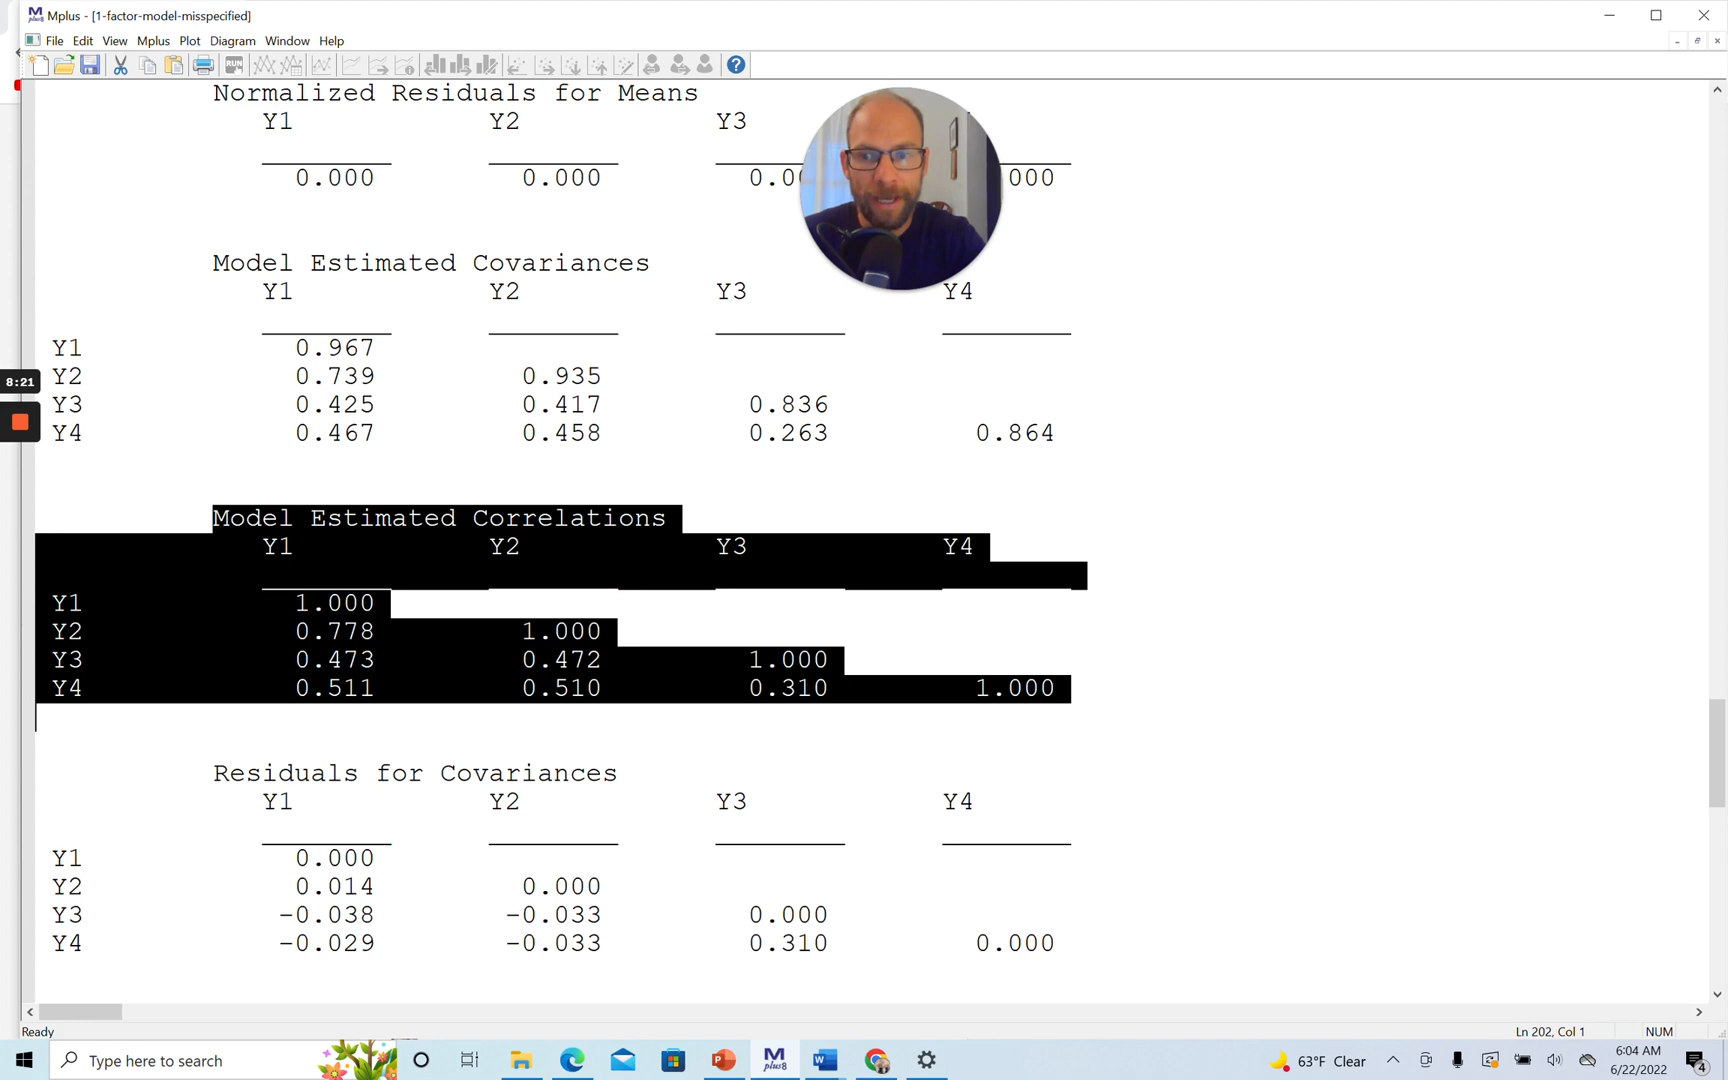 Mplus - [1-factor-model-misspecified]
File Edit View Mplus Plot Diagram Window Help
RUN
Normalized Residuals for Means
Y1 Y2 Y3
0.000 0.000 0.00 000
Model Estimated Covariances
Y1 Y2 Y3 Y4
Y1 0.967
8:21
Y2 0.739 0.935
Y3 0.425 0.417 0.836
Y4 0.467 0.458 0.263 0.864
Model Estimated Correlations
Y1 Y2 Y3 Y4
Y1 1.000
Y2 0.778 1.000
Y3 0.473 0.472 1.000
Y4 0.511 0.510 0.310 1.000
Residuals for Covariances
Y1 Y2 Y3 Y4
Y1 0.000
Y2 0.014 0.000
Y3 -0.038 -0.033 0.000
Y4 -0.029 -0.033 0.310 0.000
Ready Ln 202, Col 1 NUM
Type here to search
63°F Clear
6:04 AM
6/22/2022
4